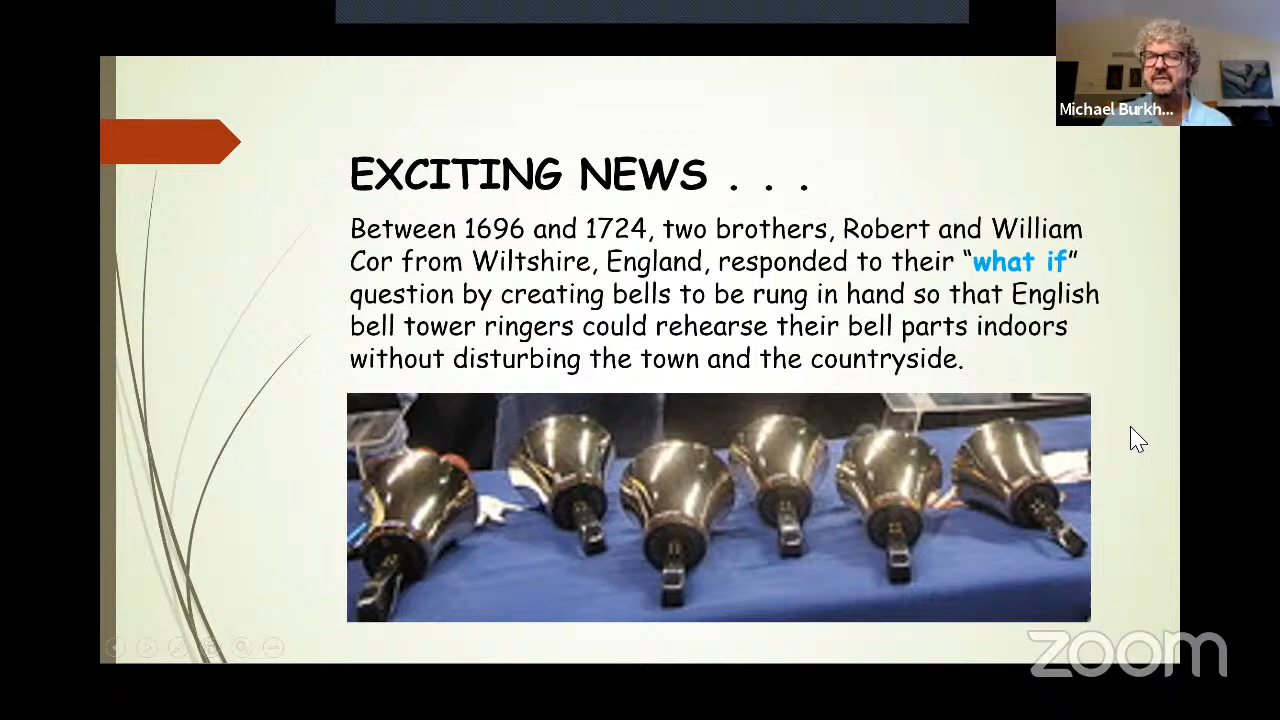 Michael Burkh...
EXCITING NEWS . . .
Between 1696 and 1724, two brothers, Robert and William
Cor from Wiltshire, England, responded to their “what if”
question by creating bells to be rung in hand so that English
bell tower ringers could rehearse their bell parts indoors
without disturbing the town and the countryside.
zoom